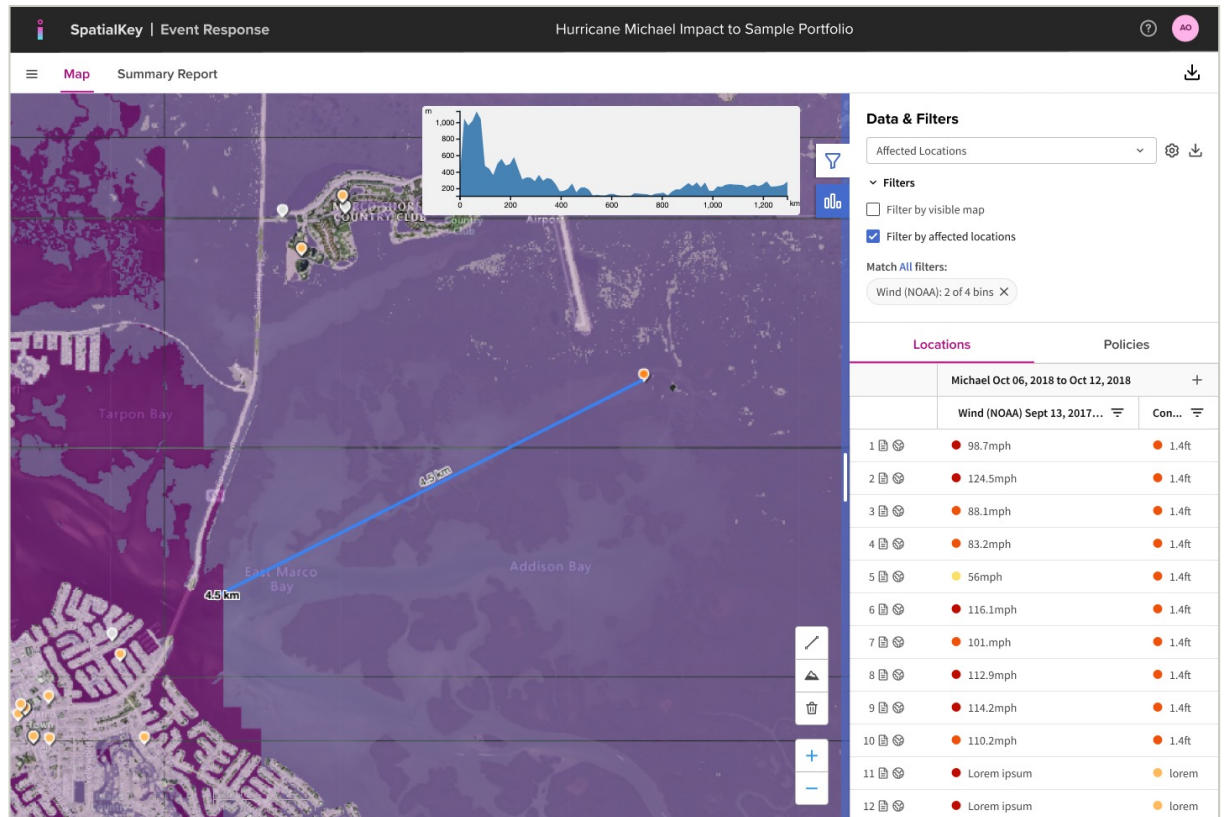 SpatialKey | Event Response
Hurricane Michael Impact to Sample Portfolio
?
AO
Map
Summary Report
m
1,000
800
600
400
200
0
200
400
600
800
1,000
1,200
km
COUNTRY CLUB
Country
Airport
Tarpon Bay
4.5 km
East Marco
Bay
Addison Bay
4.5 km
Town
+
−
Data & Filters
Affected Locations
Filters
Filter by visible map
Filter by affected locations
Match All filters:
Wind (NOAA): 2 of 4 bins ×
Locations
Policies
Michael Oct 06, 2018 to Oct 12, 2018 +
Wind (NOAA) Sept 13, 2017...
Con...
1 98.7mph 1.4ft
2 124.5mph 1.4ft
3 88.1mph 1.4ft
4 83.2mph 1.4ft
5 56mph 1.4ft
6 116.1mph 1.4ft
7 101.mph 1.4ft
8 112.9mph 1.4ft
9 114.2mph 1.4ft
10 110.2mph 1.4ft
11 Lorem ipsum lorem
12 Lorem ipsum lorem